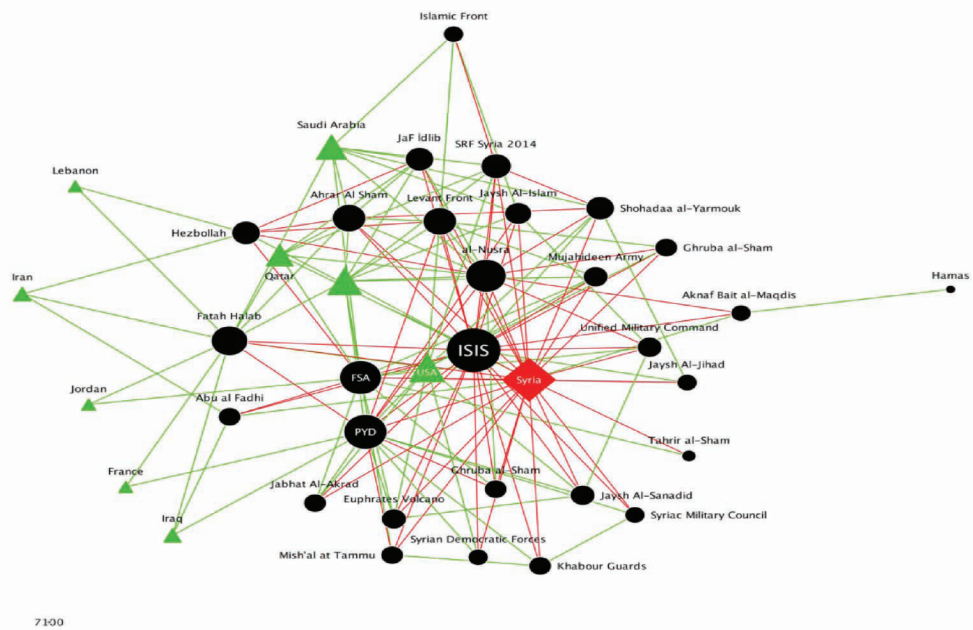 Islamic Front
Saudi Arabia
JaF İdlib
SRF Syria 2014
Lebanon
Ahrar Al Sham
Levant Front
Jaysh Al-Islam
Shohadaa al-Yarmouk
Hezbollah
al-Nusra
Mujahideen Army
Ghruba al-Sham
Iran
Qatar
Hamas
Aknaf Bait al-Maqdis
Fatah Halab
Unified Military Command
ISIS
Jaysh Al-Jihad
FSA
USA
Syria
Jordan
Abu al Fadhi
PYD
Tahrir al-Sham
France
Ghruba al-Sham
Jabhat Al-Akrad
Euphrates Volcano
Jaysh Al-Sanadid
Iraq
Syriac Military Council
Syrian Democratic Forces
Mish'al at Tammu
Khabour Guards
7100